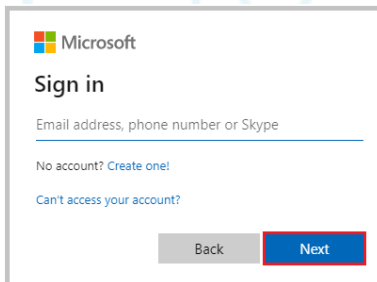 Microsoft
Sign in
Email address, phone number or Skype
No account? Create one!
Can't access your account?
Back Next